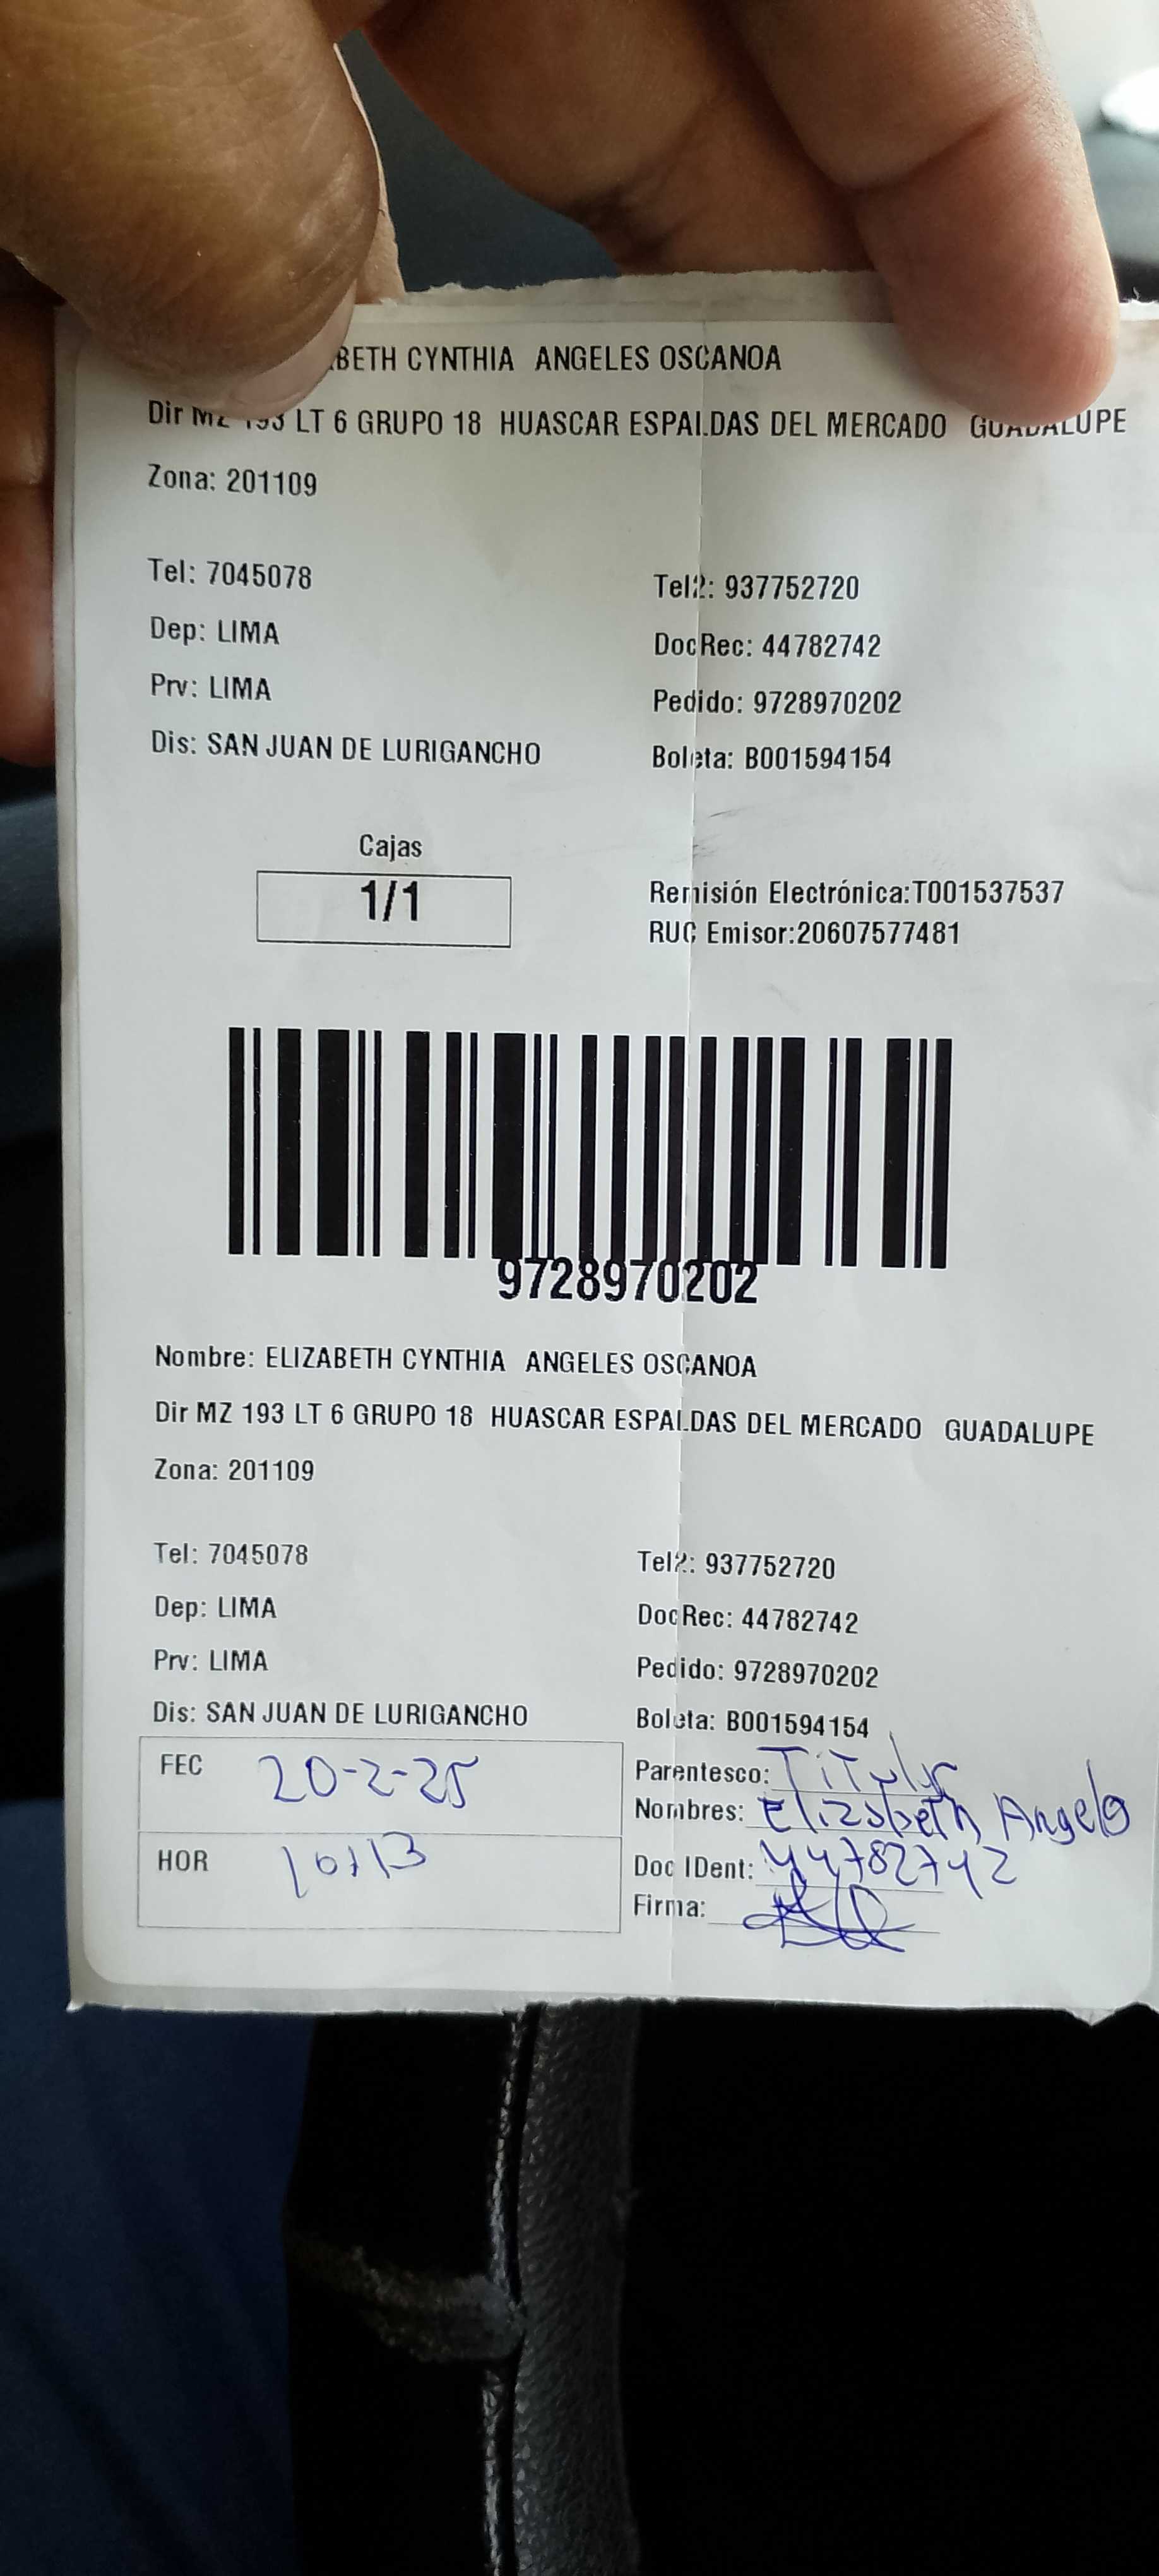 BETH CYNTHIA ANGELES OSCANOA
Dir MZ 193 LT 6 GRUPO 18 HUASCAR ESPALDAS DEL MERCADO GUADALUPE
Zona: 201109
Tel: 7045078 Tel2: 937752720
Dep: LIMA DocRec: 44782742
Prv: LIMA Pedido: 9728970202
Dis: SAN JUAN DE LURIGANCHO Boleta: B001594154
Cajas
1/1
Remisión Electrónica:T001537537
RUC Emisor:20607577481
9728970202
Nombre: ELIZABETH CYNTHIA ANGELES OSCANOA
Dir MZ 193 LT 6 GRUPO 18 HUASCAR ESPALDAS DEL MERCADO GUADALUPE
Zona: 201109
Tel: 7045078 Tel2: 937752720
Dep: LIMA DocRec: 44782742
Prv: LIMA Pedido: 9728970202
Dis: SAN JUAN DE LURIGANCHO Boleta: B001594154
FEC 20-2-25 Parentesco: Titular
Nombres: Elizabeth Angeles
HOR Doc IDent: 44782742
Firma: